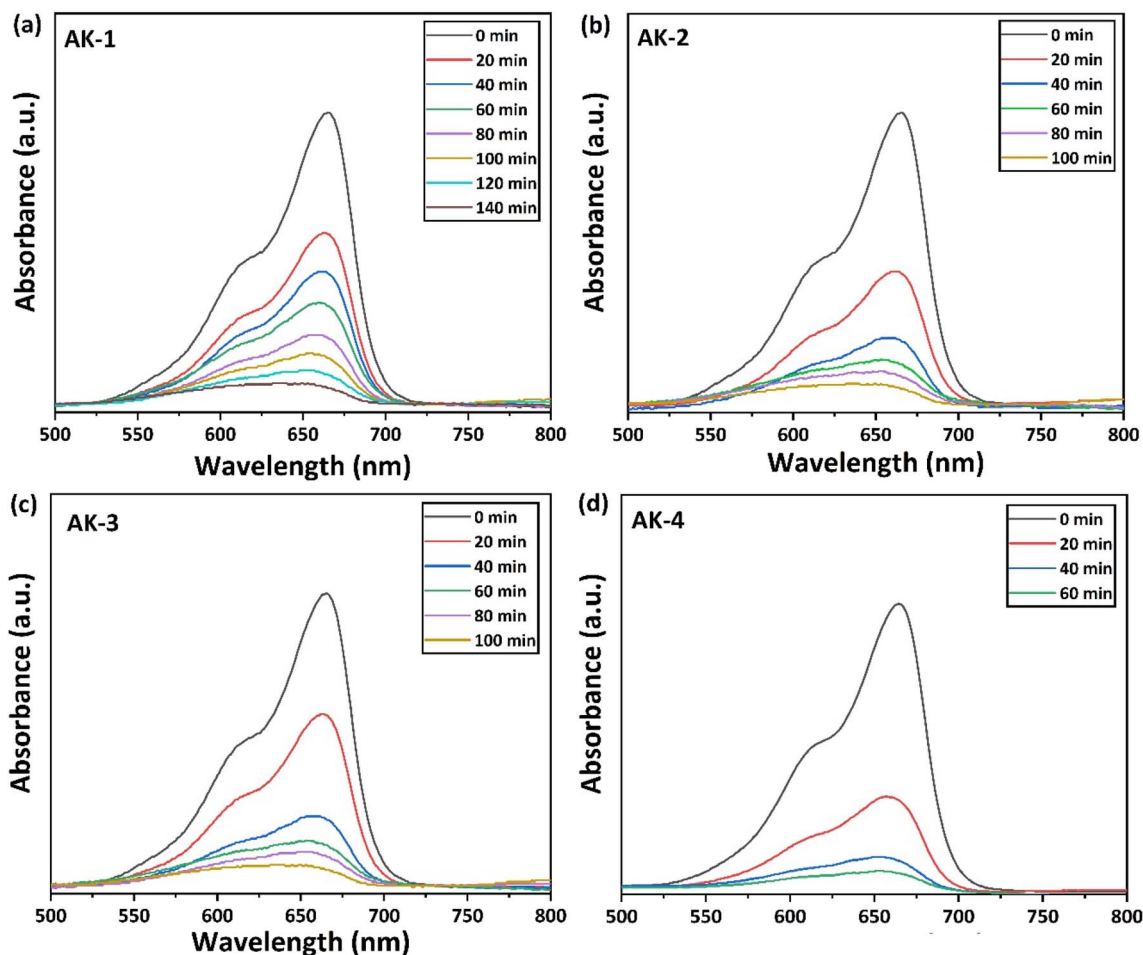 (a)
AK-1
0 min
20 min
40 min
60 min
80 min
100 min
120 min
140 min
Absorbance (a.u.)
500 550 600 650 700 750 800
Wavelength (nm)
(b)
AK-2
0 min
20 min
40 min
60 min
80 min
100 min
Absorbance (a.u.)
500 550 600 650 700 750 800
Wavelength (nm)
(c)
AK-3
0 min
20 min
40 min
60 min
80 min
100 min
Absorbance (a.u.)
500 550 600 650 700 750 800
Wavelength (nm)
(d)
AK-4
0 min
20 min
40 min
60 min
Absorbance (a.u.)
500 550 600 650 700 750 800